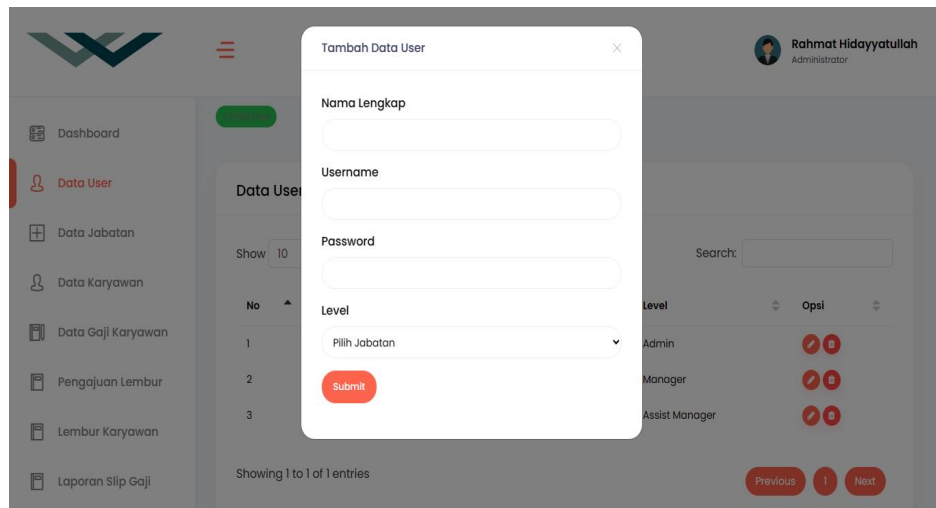 Tambah Data User
Rahmat Hidayyatullah
Administrator
Dashboard
Data User
Data Jabatan
Data Karyawan
Data Gaji Karyawan
Pengajuan Lembur
Lembur Karyawan
Laporan Slip Gaji
Nama Lengkap
Username
Password
Level
Pilih Jabatan
Submit
Data User
Show 10
Search:
No Level Opsi
1 Admin
2 Manager
3 Assist Manager
Showing 1 to 1 of 1 entries
Previous 1 Next